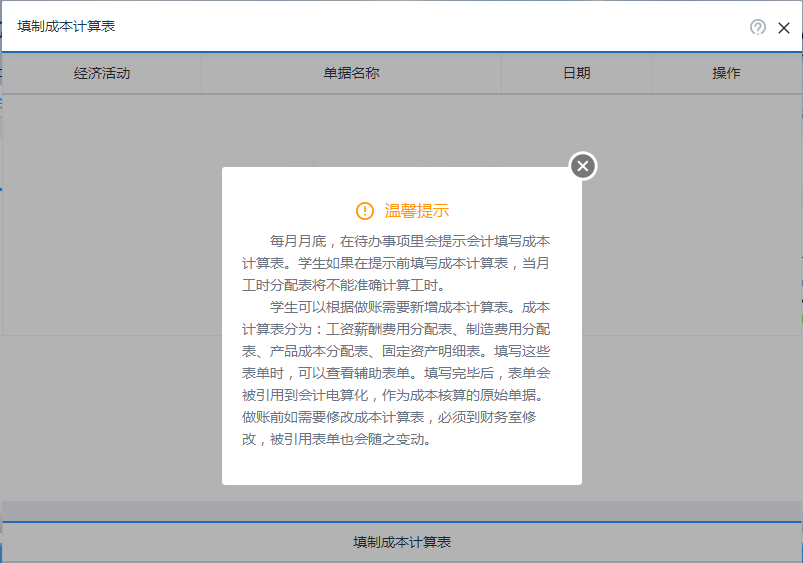 填制成本计算表
经济活动 单据名称 日期 操作
温馨提示
每月月底，在待办事项里会提示会计填写成本
计算表。学生如果在提示前填写成本计算表，当月
工时分配表将不能准确计算工时。
学生可以根据做账需要新增成本计算表。成本
计算表分为：工资薪酬费用分配表、制造费用分配
表、产品成本分配表、固定资产明细表。填写这些
表单时，可以查看辅助表单。填写完毕后，表单会
被引用到会计电算化，作为成本核算的原始单据。
做账前如需要修改成本计算表，必须到财务室修
改，被引用表单也会随之变动。
填制成本计算表